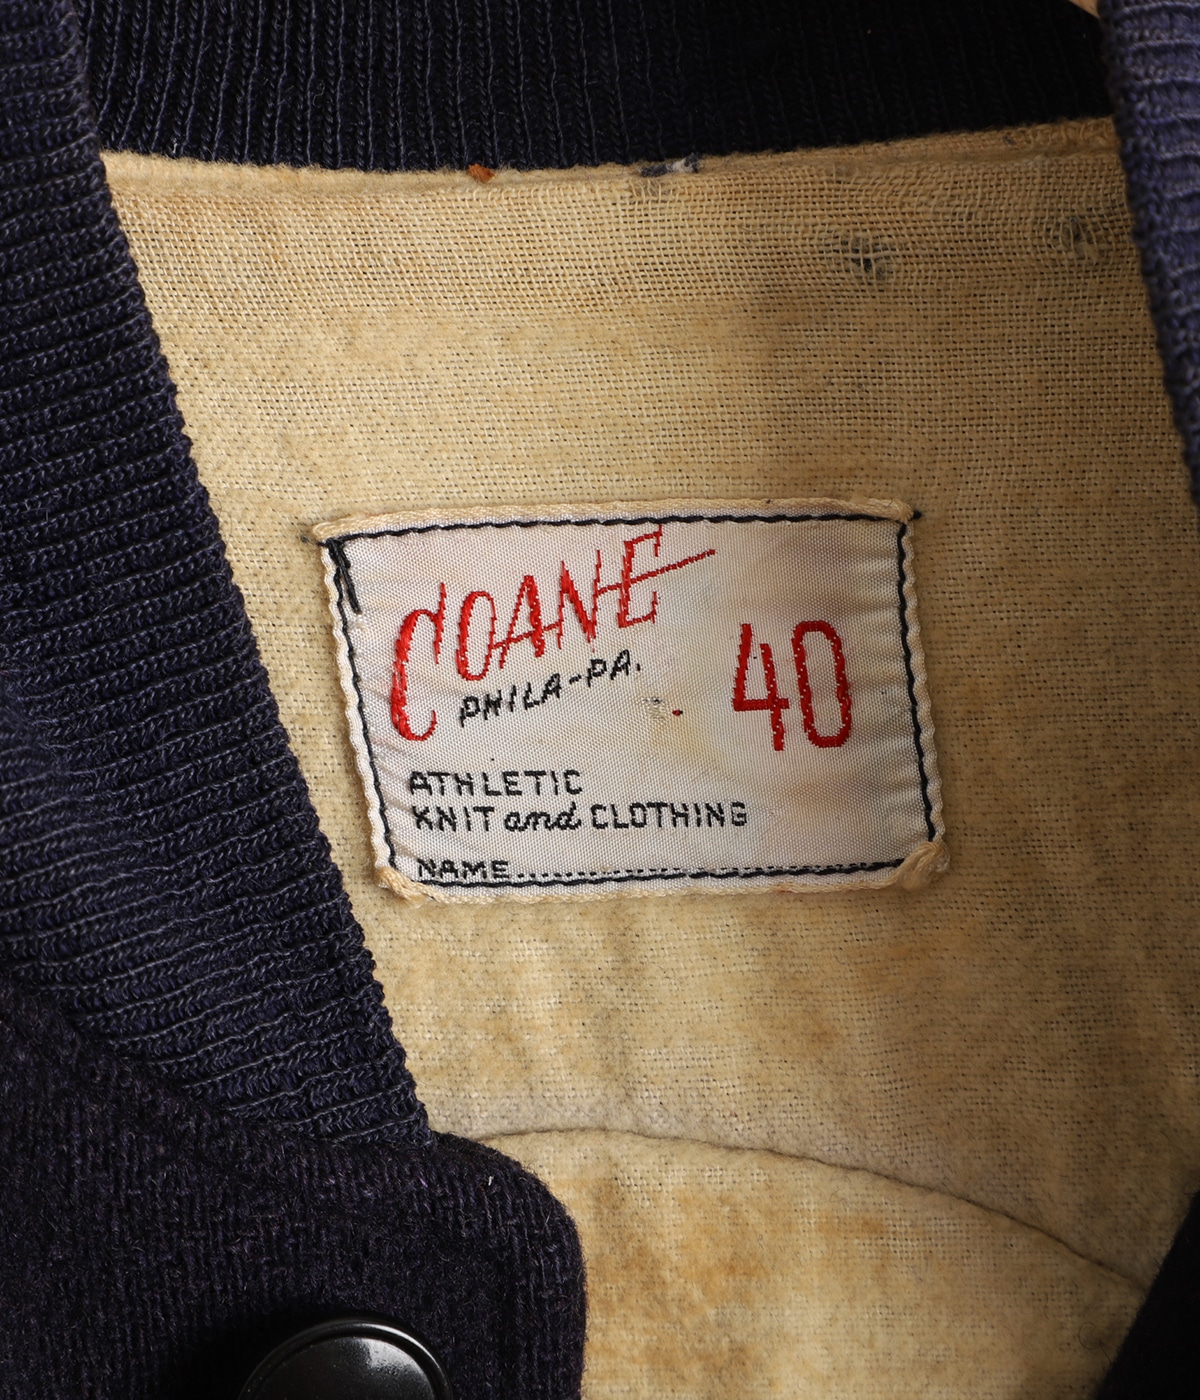 COANE
PHILA-PA.
40
ATHLETIC
KNIT and CLOTHING
NAME....................